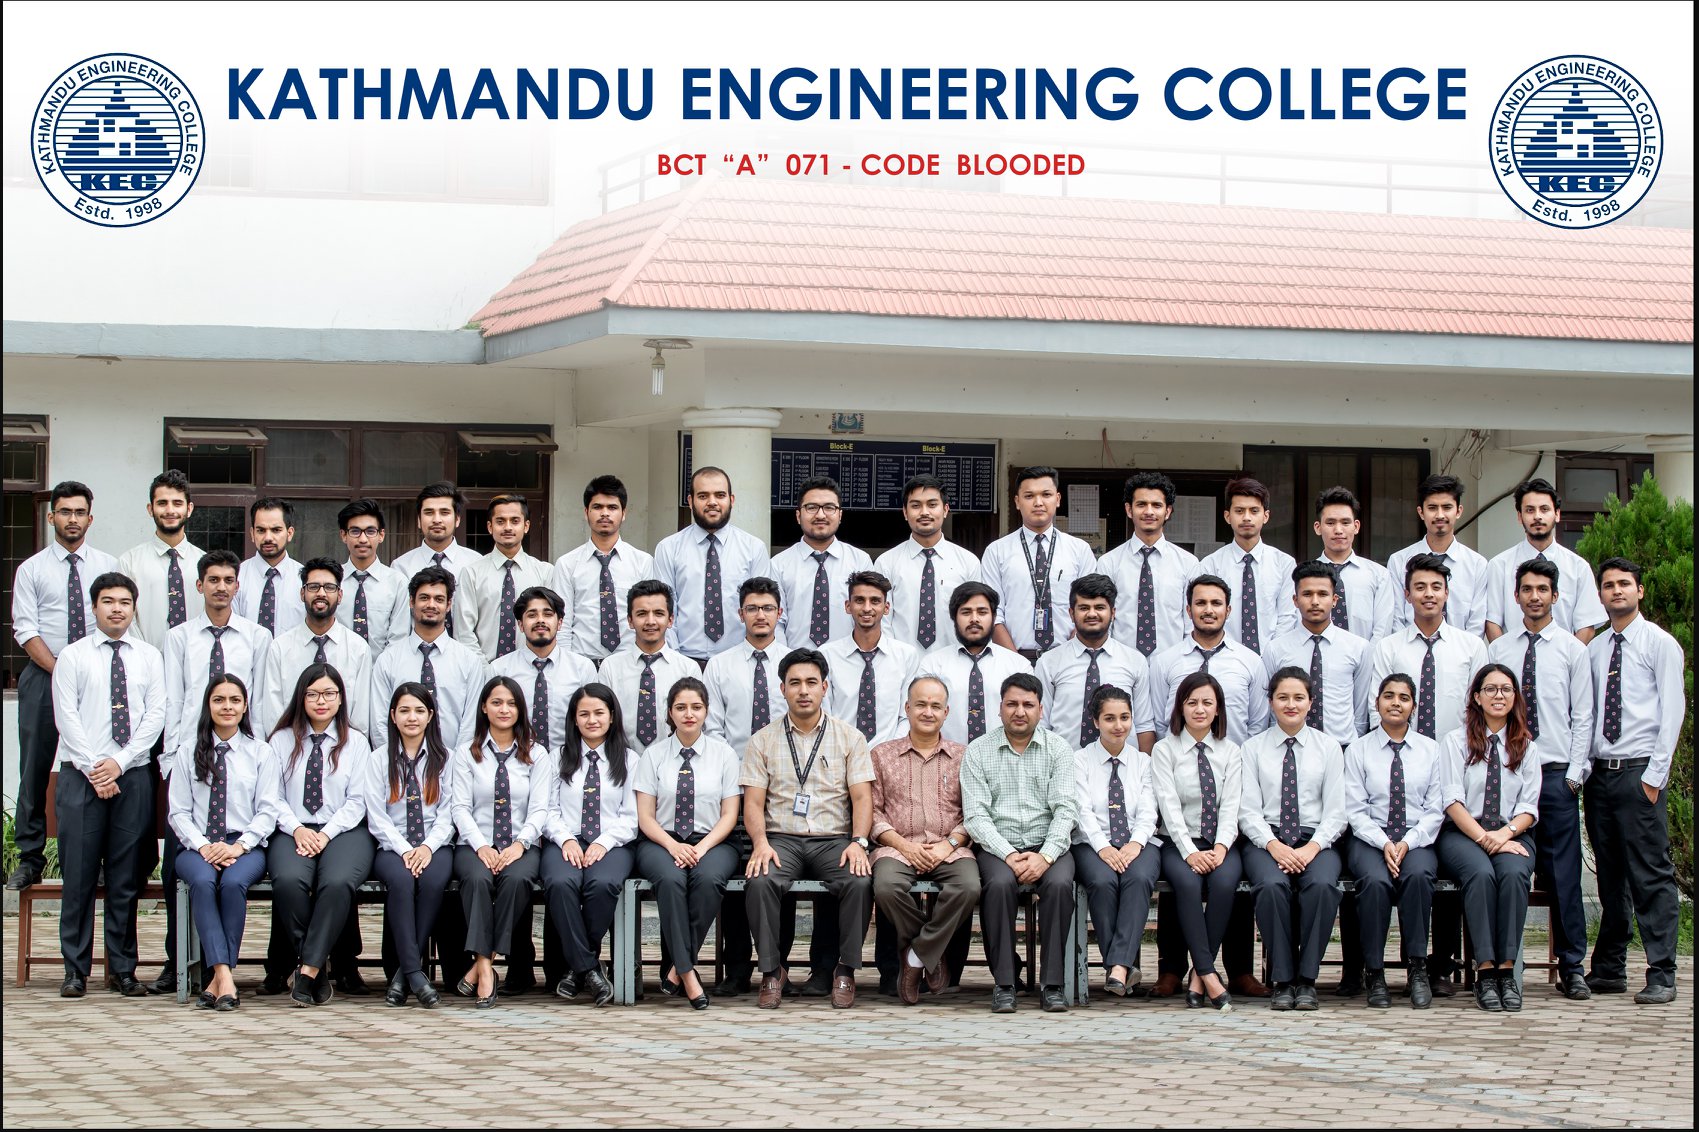 KATHMANDU ENGINEERING COLLEGE
BCT “A” 071 - CODE BLOODED
KATHMANDU ENGINEERING COLLEGE
KEC
Estd. 1998
KATHMANDU ENGINEERING COLLEGE
KEC
Estd. 1998
Block-E
Block-E